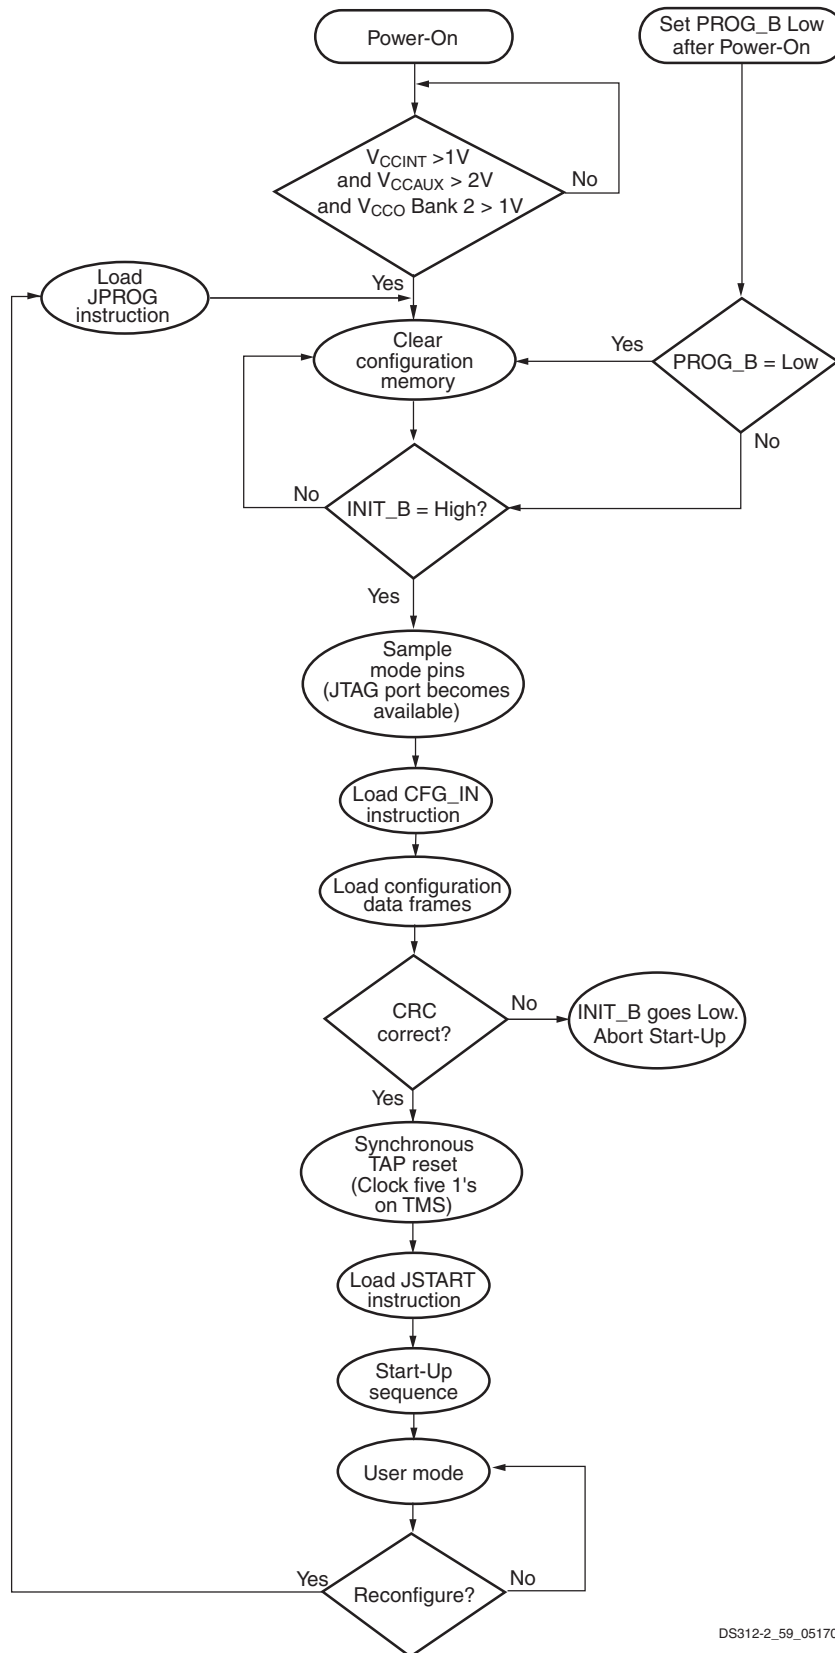 Power-On
Set PROG_B Low
after Power-On
VCCINT >1V
and VCCAUX > 2V
and VCCO Bank 2 > 1V
No
Yes
Load
JPROG
instruction
Clear
configuration
memory
Yes
PROG_B = Low
No
No
INIT_B = High?
Yes
Sample
mode pins
(JTAG port becomes
available)
Load CFG_IN
instruction
Load configuration
data frames
CRC
correct?
No
INIT_B goes Low.
Abort Start-Up
Yes
Synchronous
TAP reset
(Clock five 1's
on TMS)
Load JSTART
instruction
Start-Up
sequence
User mode
Yes
Reconfigure?
No
DS312-2_59_05170